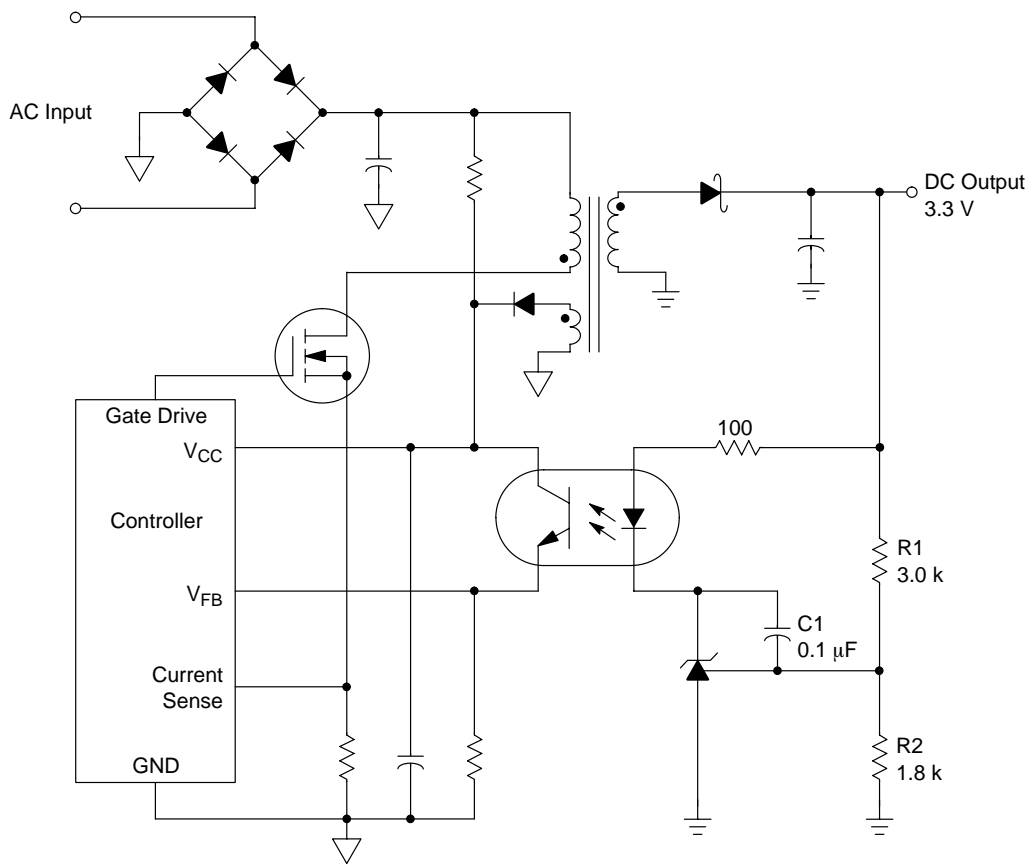 AC Input
DC Output
3.3 V
Gate Drive
VCC
Controller
VFB
Current
Sense
GND
100
R1
3.0 k
C1
0.1 μF
R2
1.8 k